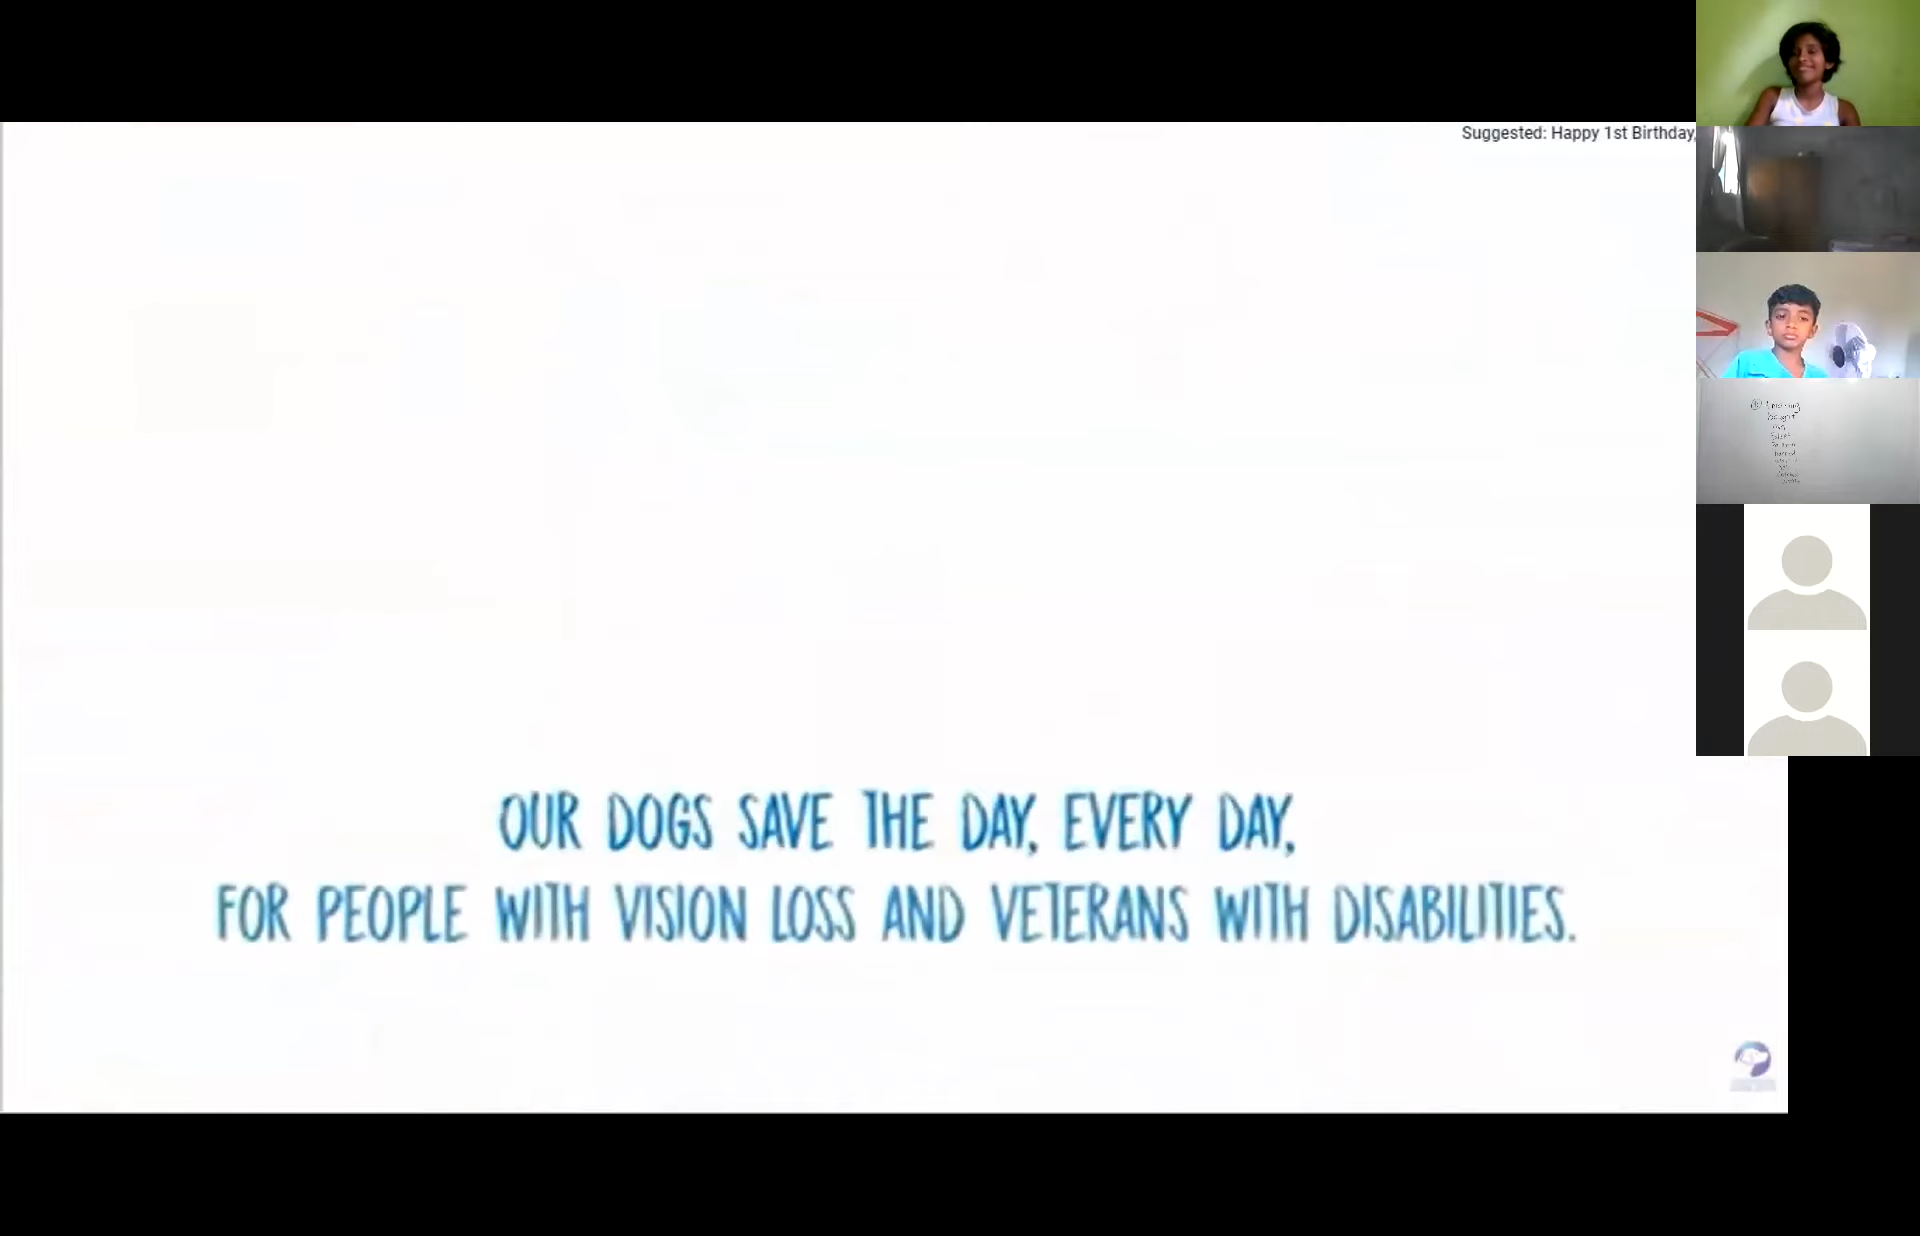 Suggested: Happy 1st Birthday,
OUR DOGS SAVE THE DAY, EVERY DAY,
FOR PEOPLE WITH VISION LOSS AND VETERANS WITH DISABILITIES.
bought